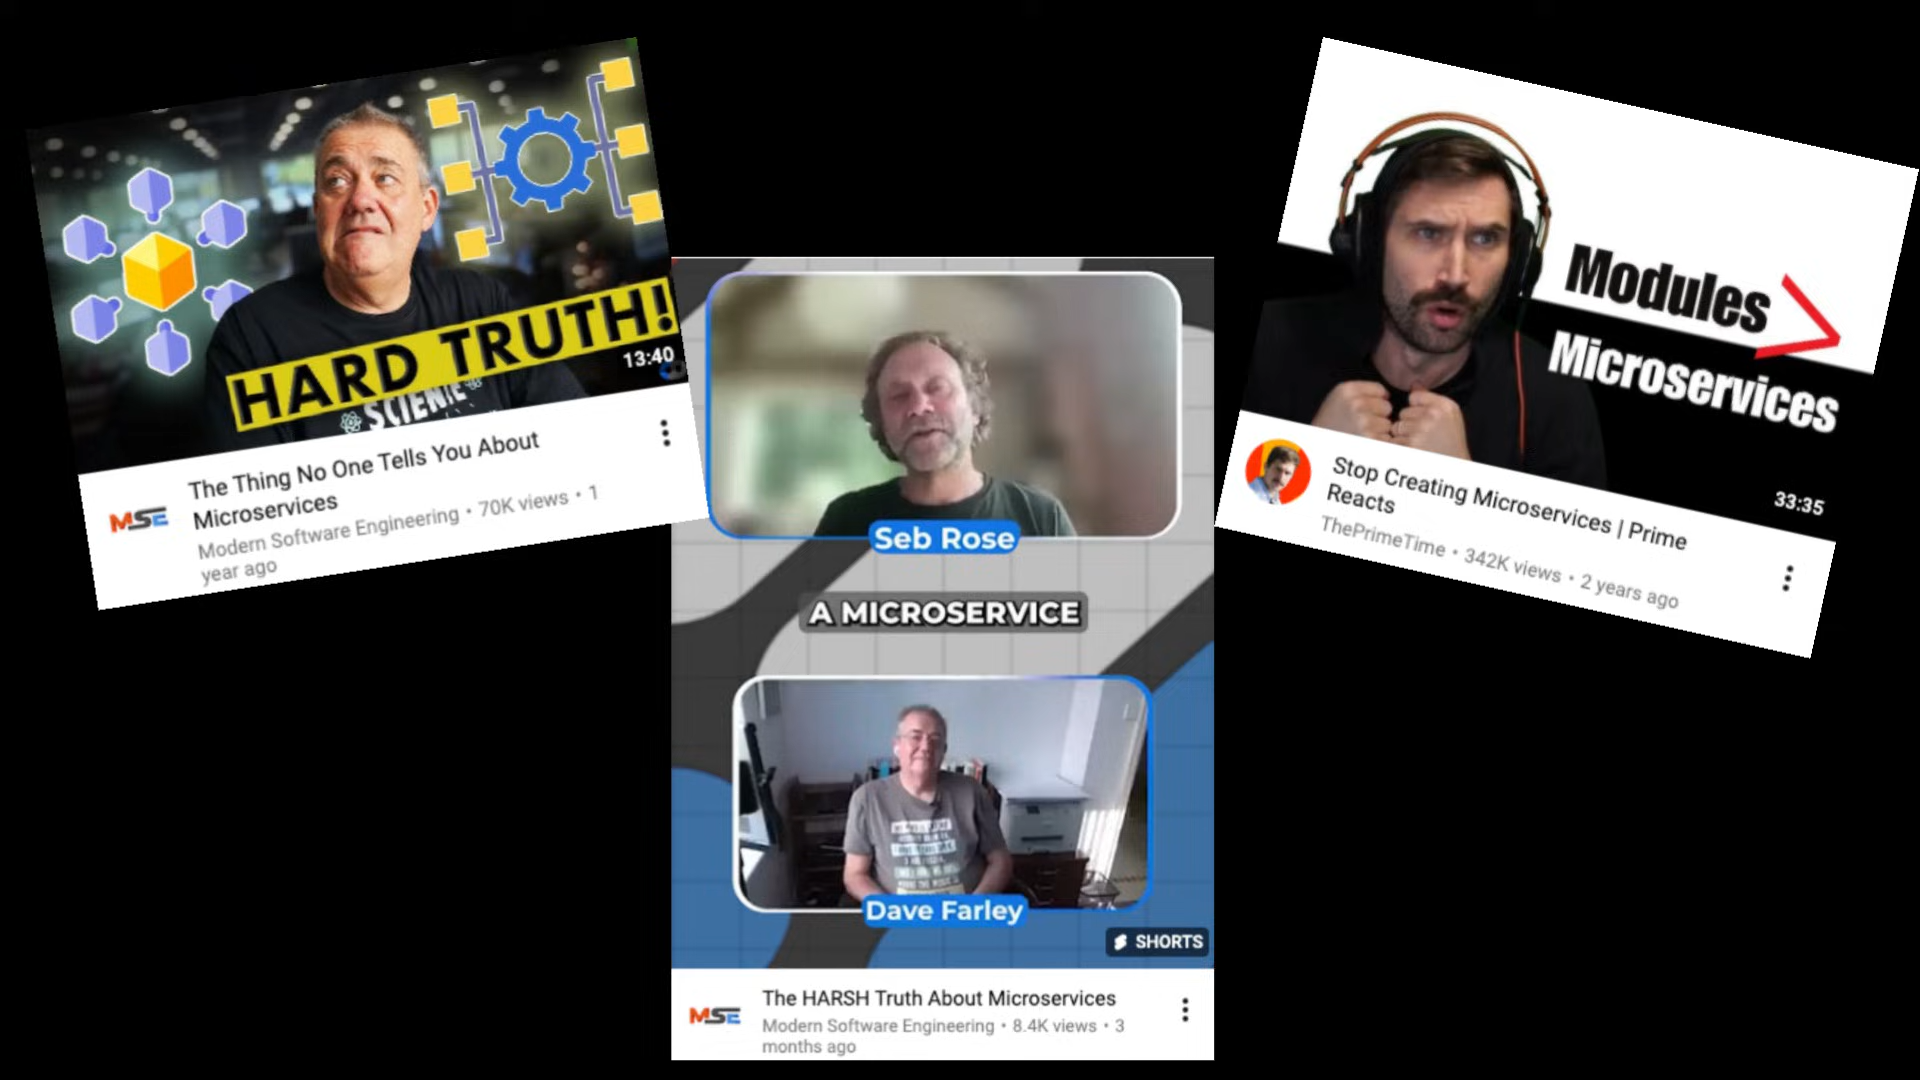 HARD TRUTH!
SCIENCE
13:40
MSE
The Thing No One Tells You About
Microservices
Modern Software Engineering • 70K views • 1
year ago
Seb Rose
A MICROSERVICE
Dave Farley
SHORTS
MSE
The HARSH Truth About Microservices
Modern Software Engineering • 8.4K views • 3
months ago
Modules >
Microservices
33:35
Stop Creating Microservices | Prime
Reacts
ThePrimeTime • 342K views • 2 years ago